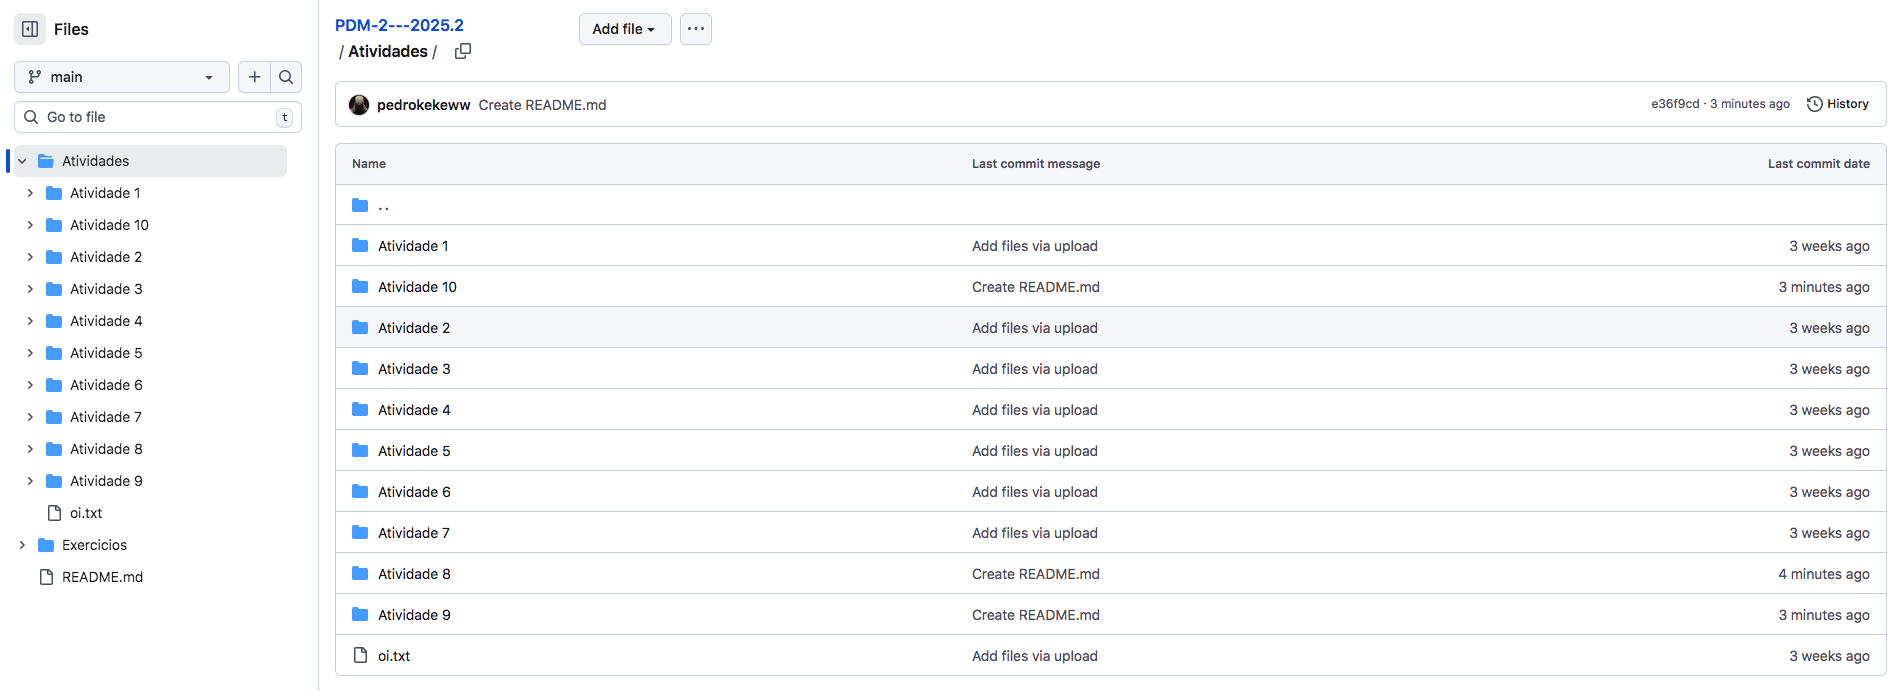 Files
main
Go to file
t
Atividades
Atividade 1
Atividade 10
Atividade 2
Atividade 3
Atividade 4
Atividade 5
Atividade 6
Atividade 7
Atividade 8
Atividade 9
oi.txt
Exercicios
README.md
PDM-2---2025.2
/ Atividades /
Add file
pedrokekeww Create README.md
e36f9cd · 3 minutes ago History
Name Last commit message Last commit date
..
Atividade 1 Add files via upload 3 weeks ago
Atividade 10 Create README.md 3 minutes ago
Atividade 2 Add files via upload 3 weeks ago
Atividade 3 Add files via upload 3 weeks ago
Atividade 4 Add files via upload 3 weeks ago
Atividade 5 Add files via upload 3 weeks ago
Atividade 6 Add files via upload 3 weeks ago
Atividade 7 Add files via upload 3 weeks ago
Atividade 8 Create README.md 4 minutes ago
Atividade 9 Create README.md 3 minutes ago
oi.txt Add files via upload 3 weeks ago